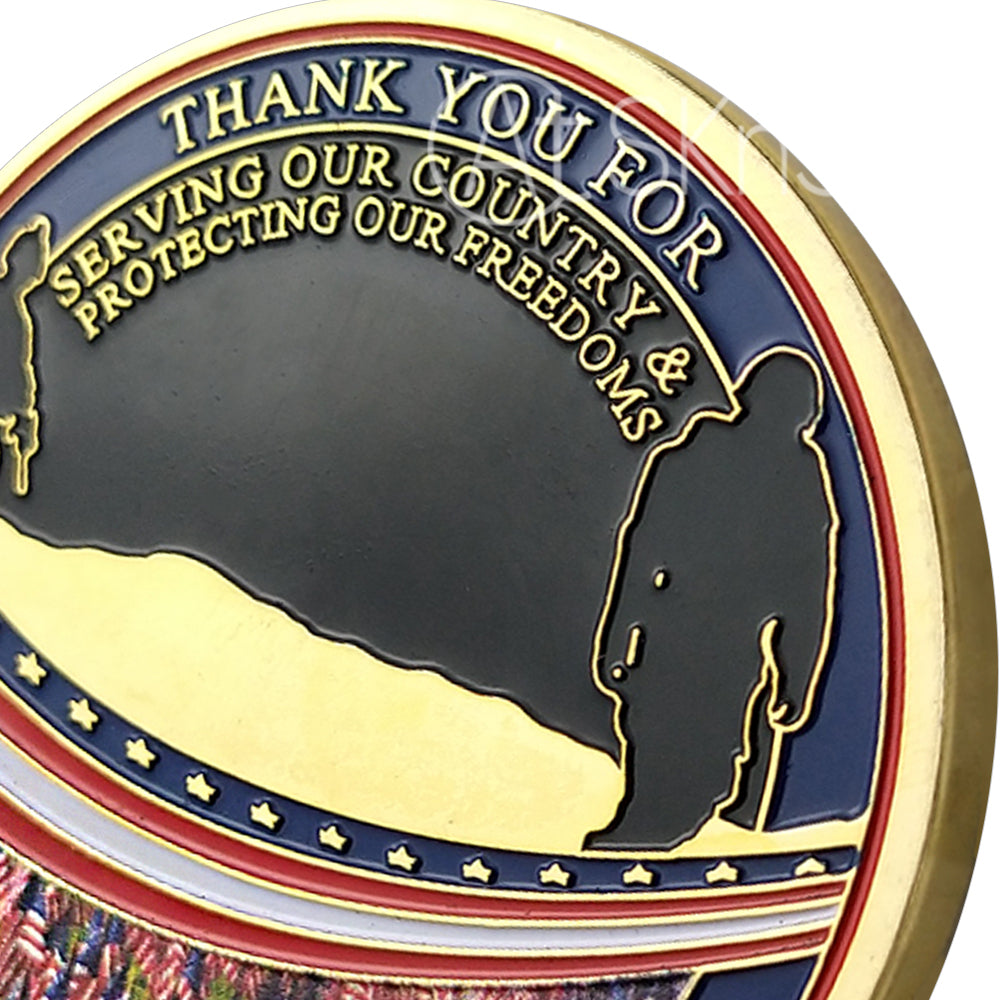 THANK YOU FOR
SERVING OUR COUNTRY &
PROTECTING OUR FREEDOMS